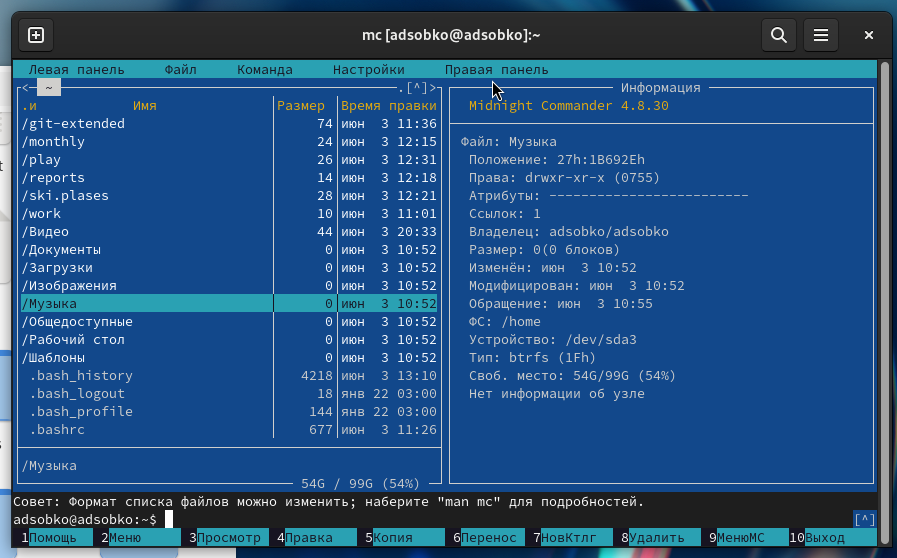 mc [adsobko@adsobko]:~
Левая панель Файл Команда Настройки Правая панель
<- ~ .[^]>
.и Имя Размер Время правки
/git-extended 74 июн 3 11:36
/monthly 24 июн 3 12:15
/play 26 июн 3 12:31
/reports 14 июн 3 12:18
/ski.plases 28 июн 3 12:21
/work 10 июн 3 11:01
/Видео 44 июн 3 20:33
/Документы 0 июн 3 10:52
/Загрузки 0 июн 3 10:52
/Изображения 0 июн 3 10:52
/Музыка 0 июн 3 10:52
/Общедоступные 0 июн 3 10:52
/Рабочий стол 0 июн 3 10:52
/Шаблоны 0 июн 3 10:52
.bash_history 4218 июн 3 13:10
.bash_logout 18 янв 22 03:00
.bash_profile 144 янв 22 03:00
.bashrc 677 июн 3 11:26
/Музыка
54G / 99G (54%)
Информация
Midnight Commander 4.8.30
Файл: Музыка
Положение: 27h:1B692Eh
Права: drwxr-xr-x (0755)
Атрибуты: -------------------------
Ссылок: 1
Владелец: adsobko/adsobko
Размер: 0(0 блоков)
Изменён: июн 3 10:52
Модифицирован: июн 3 10:52
Обращение: июн 3 10:55
ФС: /home
Устройство: /dev/sda3
Тип: btrfs (1Fh)
Своб. место: 54G/99G (54%)
Нет информации об узле
Совет: Формат списка файлов можно изменить; наберите "man mc" для подробностей.
adsobko@adsobko:~$ [^]
1Помощь 2Меню 3Просмотр 4Правка 5Копия 6Перенос 7НовКтлг 8Удалить 9МенюМС 10Выход